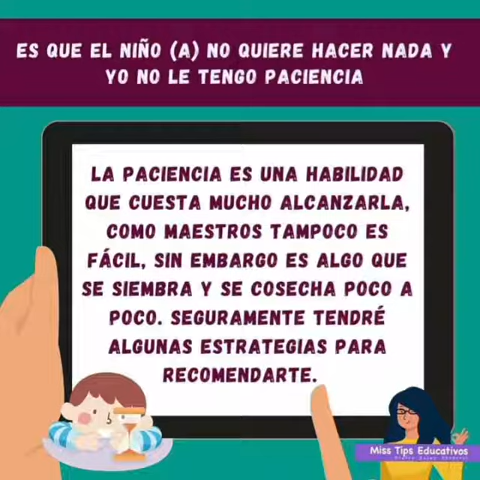 ES QUE EL NIÑO (A) NO QUIERE HACER NADA Y
YO NO LE TENGO PACIENCIA
LA PACIENCIA ES UNA HABILIDAD
QUE CUESTA MUCHO ALCANZARLA,
COMO MAESTROS TAMPOCO ES
FÁCIL, SIN EMBARGO ES ALGO QUE
SE SIEMBRA Y SE COSECHA POCO A
POCO. SEGURAMENTE TENDRÉ
ALGUNAS ESTRATEGIAS PARA
RECOMENDARTE.
Miss Tips Educativos